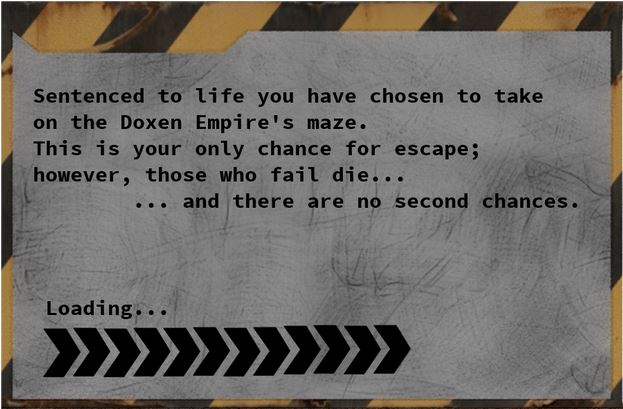 Sentenced to life you have chosen to take
on the Doxen Empire's maze.
This is your only chance for escape;
however, those who fail die...
... and there are no second chances.
Loading...